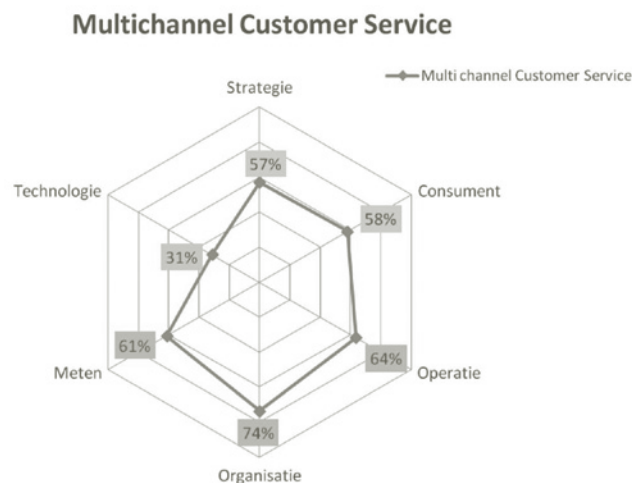 Multichannel Customer Service
Multi channel Customer Service
Strategie
57%
Technologie
Consument
58%
31%
61%
64%
Meten
Operatie
74%
Organisatie